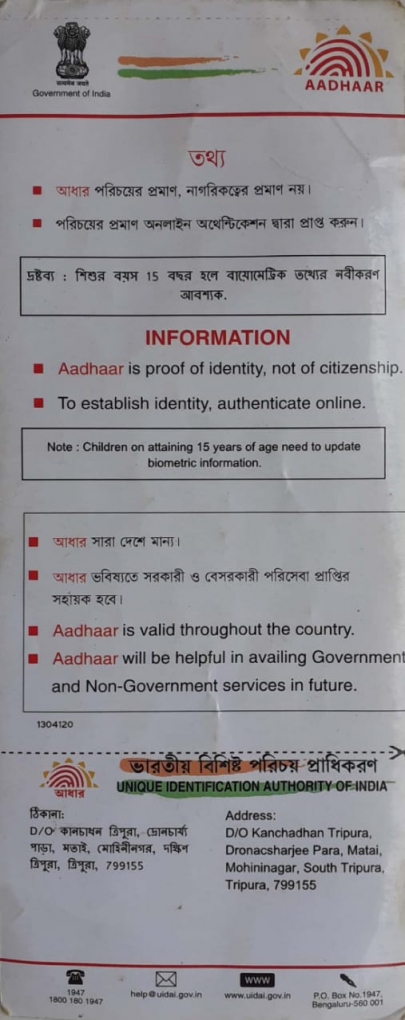 सत्यमेव जयते
Government of India
AADHAAR
তথ্য
আধার পরিচয়ের প্রমাণ, নাগরিকত্বের প্রমাণ নয়।
পরিচয়ের প্রমাণ অনলাইন অথেন্টিকেশন দ্বারা প্রাপ্ত করুন।
দ্রষ্টব্য : শিশুর বয়স 15 বছর হলে বায়োমেট্রিক তথ্যের নবীকরণ
আবশ্যক.
INFORMATION
Aadhaar is proof of identity, not of citizenship.
To establish identity, authenticate online.
Note : Children on attaining 15 years of age need to update
biometric information.
আধার সারা দেশে মান্য।
আধার ভবিষ্যতে সরকারী ও বেসরকারী পরিসেবা প্রাপ্তির
সহায়ক হবে।
Aadhaar is valid throughout the country.
Aadhaar will be helpful in availing Government
and Non-Government services in future.
1304120
ভারতীয় বিশিষ্ট পরিচয় প্রাধিকরণ
আধার
UNIQUE IDENTIFICATION AUTHORITY OF INDIA
ঠিকানা:
D/O কানচাধন ত্রিপুরা, দ্রোনচার্য্য
পাড়া, মতাই, মোহিনীনগর, দক্ষিণ
ত্রিপুরা, ত্রিপুরা, 799155
Address:
D/O Kanchadhan Tripura,
Dronacsharjee Para, Matai,
Mohininagar, South Tripura,
Tripura, 799155
1947
1800 180 1947
help@uidai.gov.in
www
www.uidai.gov.in
P.O. Box No.1947,
Bengaluru-560 001